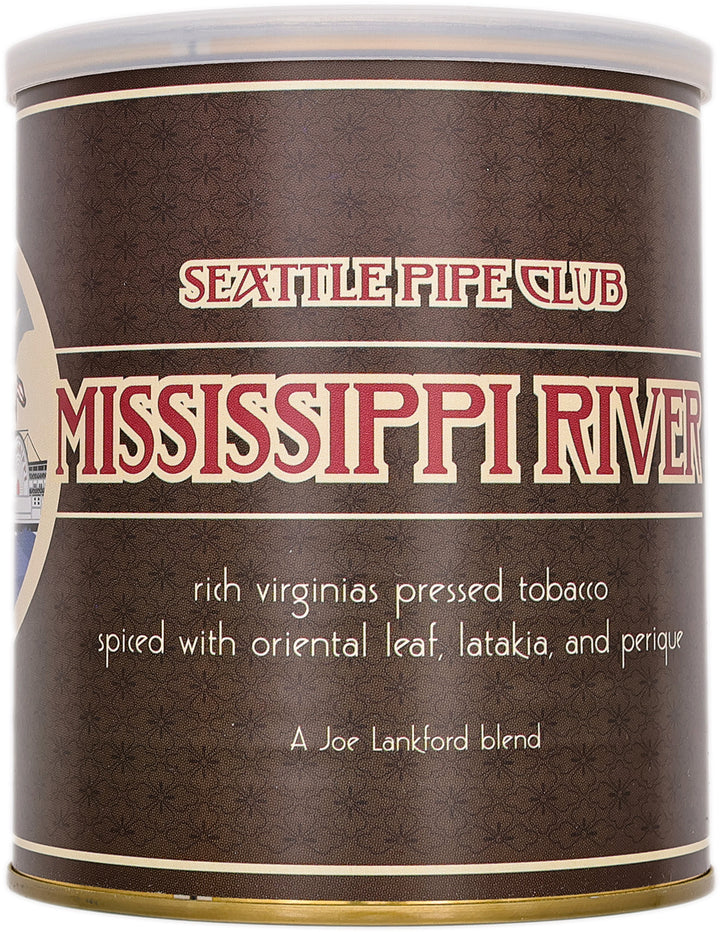 SEATTLE PIPE CLUB
MISSISSIPPI RIVER
rich virginias pressed tobacco
spiced with oriental leaf, latakia, and perique
A Joe Lankford blend